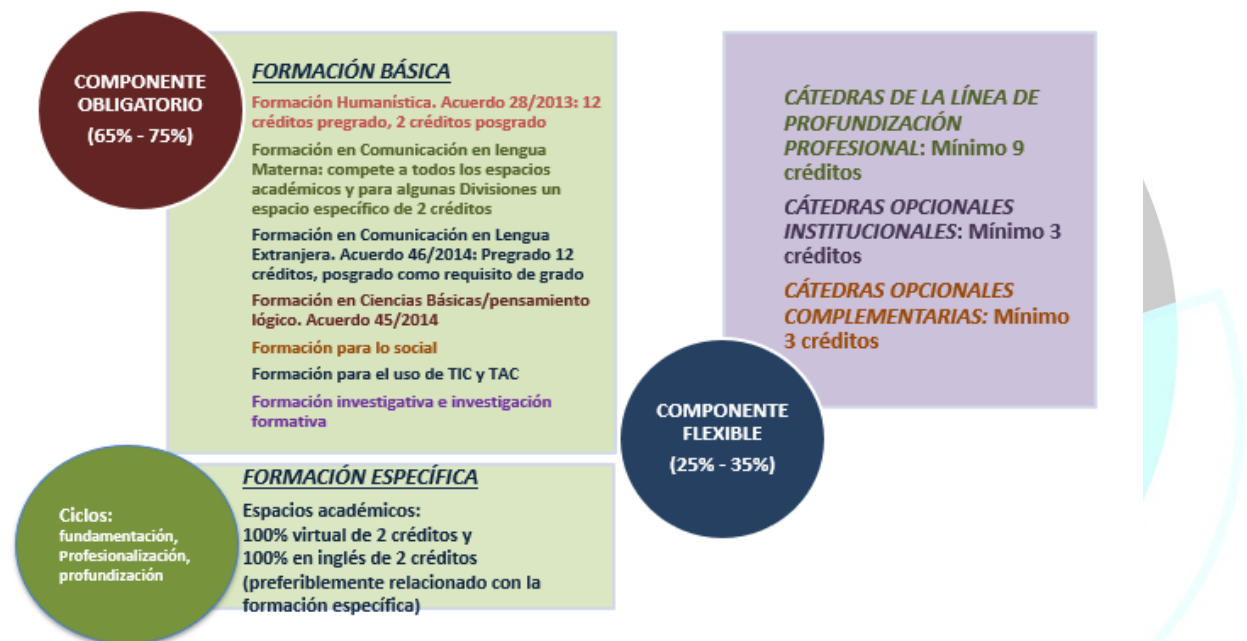 COMPONENTE
OBLIGATORIO
(65% - 75%)
FORMACIÓN BÁSICA
Formación Humanística. Acuerdo 28/2013: 12
créditos pregrado, 2 créditos posgrado
Formación en Comunicación en lengua
Materna: compete a todos los espacios
académicos y para algunas Divisiones un
espacio específico de 2 créditos
Formación en Comunicación en Lengua
Extranjera. Acuerdo 46/2014: Pregrado 12
créditos, posgrado como requisito de grado
Formación en Ciencias Básicas/pensamiento
lógico. Acuerdo 45/2014
Formación para lo social
Formación para el uso de TIC y TAC
Formación investigativa e investigación
formativa
Ciclos:
fundamentación,
Profesionalización,
profundización
FORMACIÓN ESPECÍFICA
Espacios académicos:
100% virtual de 2 créditos y
100% en inglés de 2 créditos
(preferiblemente relacionado con la
formación específica)
COMPONENTE
FLEXIBLE
(25% - 35%)
CÁTEDRAS DE LA LÍNEA DE
PROFUNDIZACIÓN
PROFESIONAL: Mínimo 9
créditos
CÁTEDRAS OPCIONALES
INSTITUCIONALES: Mínimo 3
créditos
CÁTEDRAS OPCIONALES
COMPLEMENTARIAS: Mínimo
3 créditos